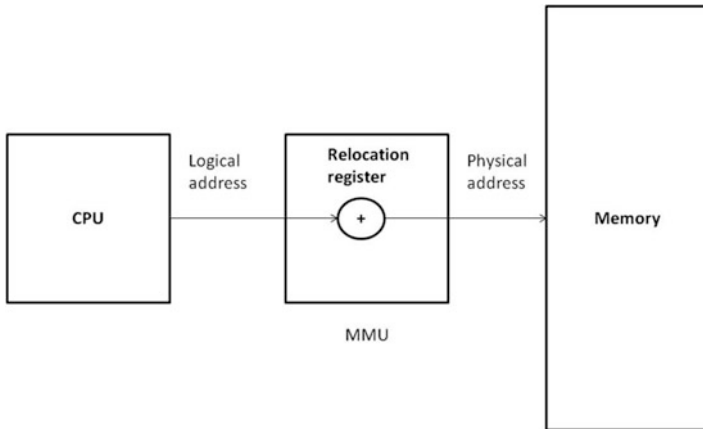 CPU
Logical
address
Relocation
register
+
MMU
Physical
address
Memory